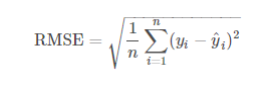 RMSE = \sqrt{\frac{1}{n} \sum_{i=1}^{n} (y_i - \hat{y}_i)^2}